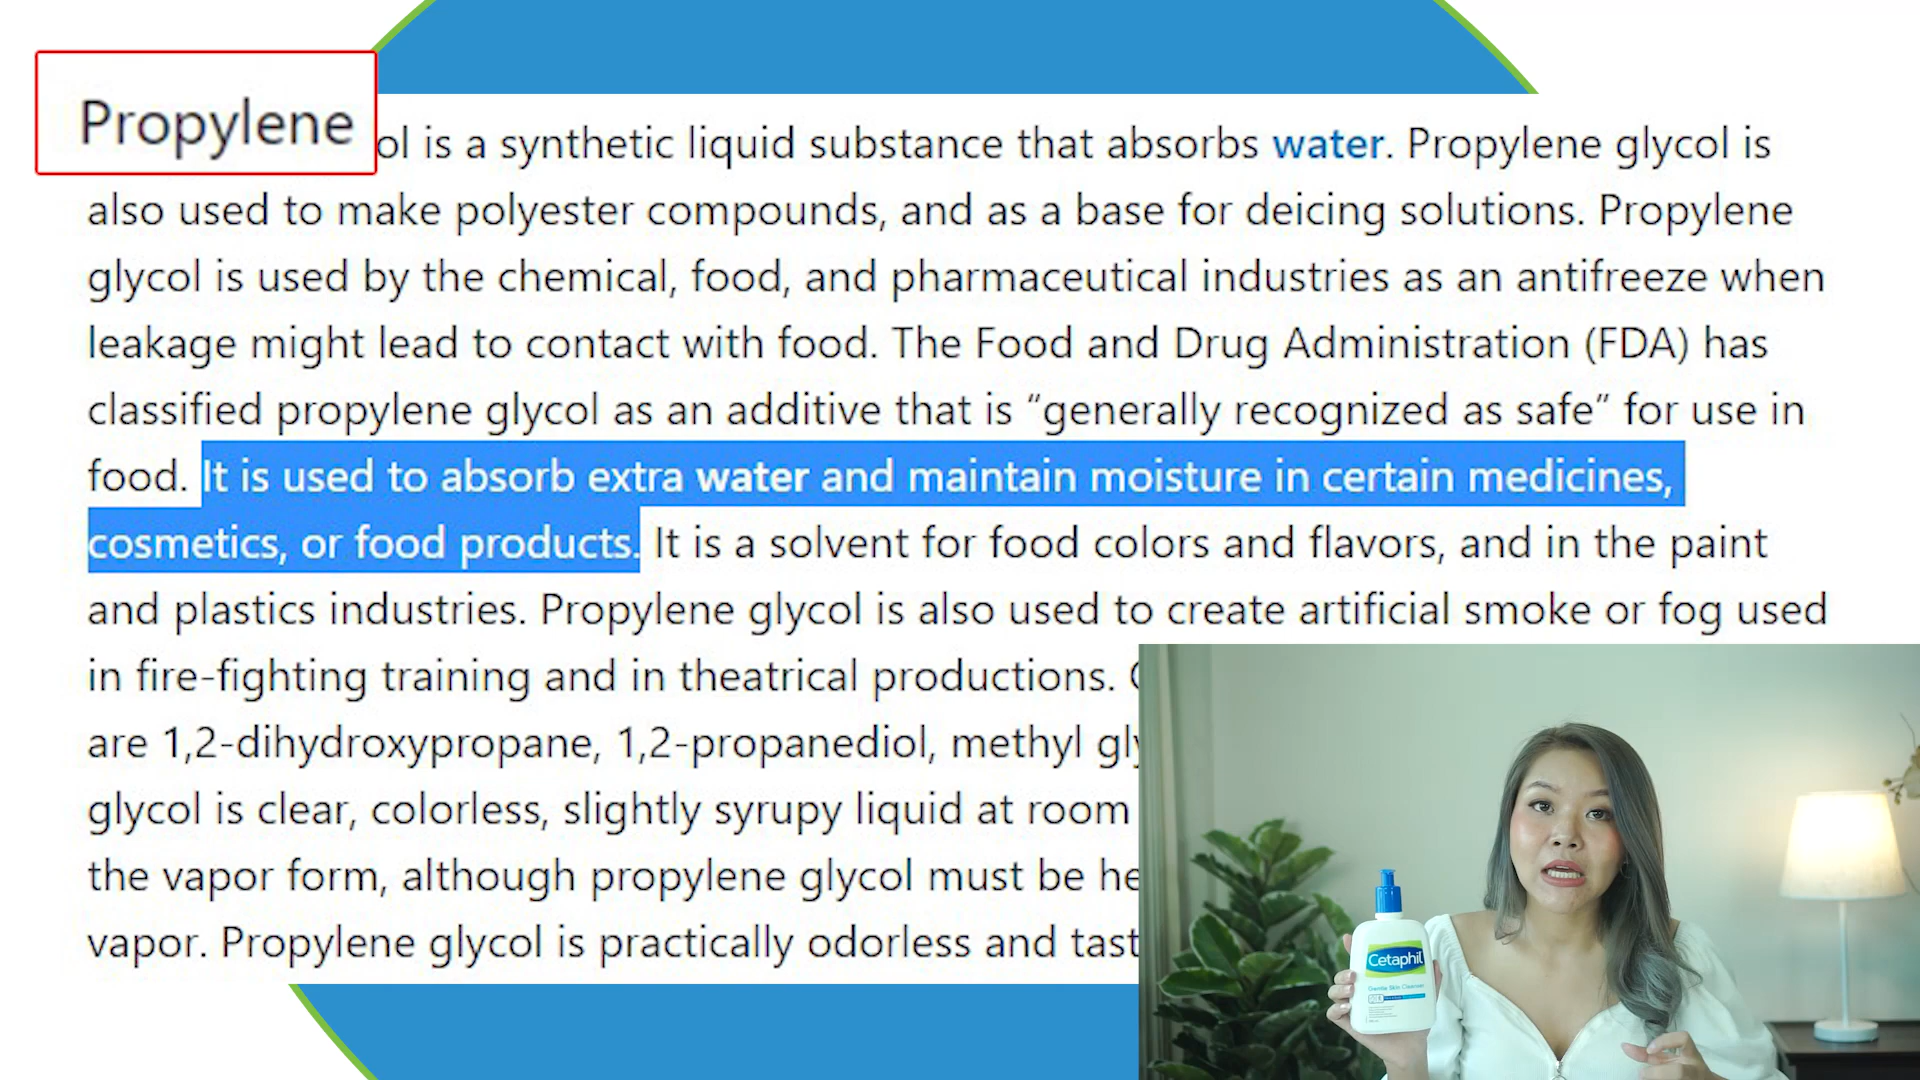 Propylene
ol is a synthetic liquid substance that absorbs water. Propylene glycol is
also used to make polyester compounds, and as a base for deicing solutions. Propylene
glycol is used by the chemical, food, and pharmaceutical industries as an antifreeze when
leakage might lead to contact with food. The Food and Drug Administration (FDA) has
classified propylene glycol as an additive that is “generally recognized as safe” for use in
food. It is used to absorb extra water and maintain moisture in certain medicines,
cosmetics, or food products. It is a solvent for food colors and flavors, and in the paint
and plastics industries. Propylene glycol is also used to create artificial smoke or fog used
in fire-fighting training and in theatrical productions.
are 1,2-dihydroxypropane, 1,2-propanediol, methyl gly
glycol is clear, colorless, slightly syrupy liquid at room
the vapor form, although propylene glycol must be he
vapor. Propylene glycol is practically odorless and tast
Cetaphil
Gentle Skin Cleanser